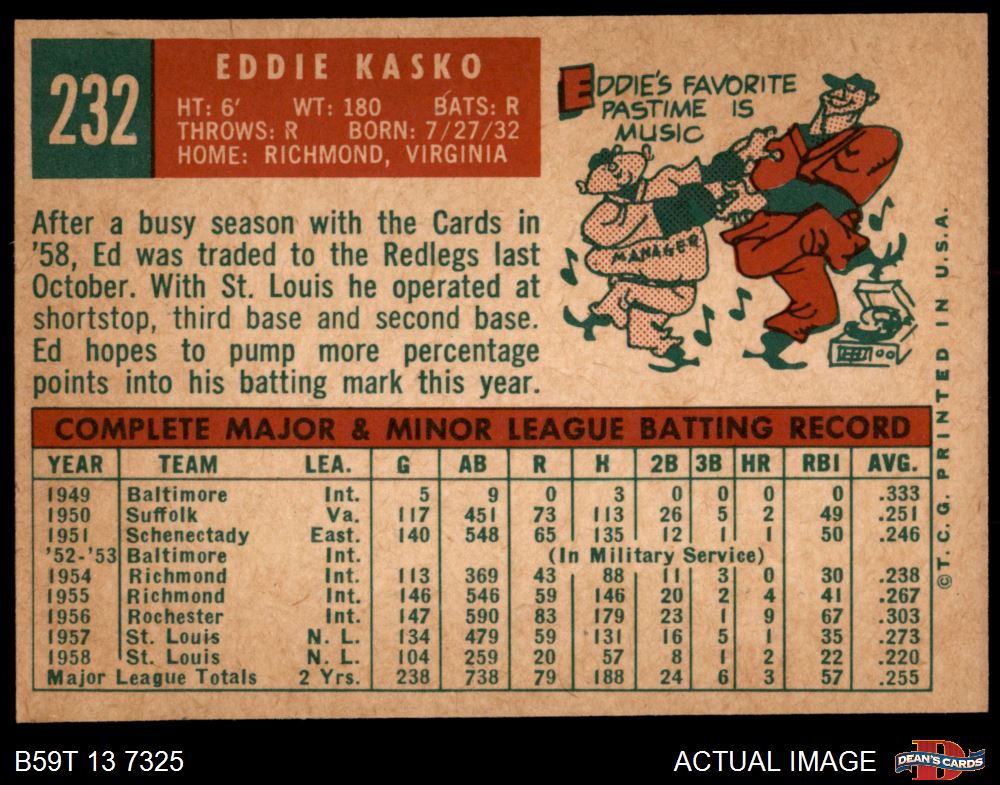 232
EDDIE KASKO
HT: 6' WT: 180 BATS: R
THROWS: R BORN: 7/27/32
HOME: RICHMOND, VIRGINIA
EDDIE'S FAVORITE
PASTIME IS
MUSIC
MANAGER
After a busy season with the Cards in
'58, Ed was traded to the Redlegs last
October. With St. Louis he operated at
shortstop, third base and second base.
Ed hopes to pump more percentage
points into his batting mark this year.
COMPLETE MAJOR & MINOR LEAGUE BATTING RECORD
YEAR TEAM LEA. G AB R H 2B 3B HR RBI AVG.
1949 Baltimore Int. 5 9 0 3 0 0 0 0 .333
1950 Suffolk Va. 117 451 73 113 26 5 2 49 .251
1951 Schenectady East. 140 548 65 135 12 1 1 50 .246
'52-'53 Baltimore Int. (In Military Service)
1954 Richmond Int. 113 369 43 88 11 3 0 30 .238
1955 Richmond Int. 146 546 59 146 20 2 4 41 .267
1956 Rochester Int. 147 590 83 179 23 1 9 67 .303
1957 St. Louis N. L. 134 479 59 131 16 5 1 35 .273
1958 St. Louis N. L. 104 259 20 57 8 1 2 22 .220
Major League Totals 2 Yrs. 238 738 79 188 24 6 3 57 .255
© T. C. G. PRINTED IN U.S.A.
B59T 13 7325
ACTUAL IMAGE
D
DEAN'S CARDS